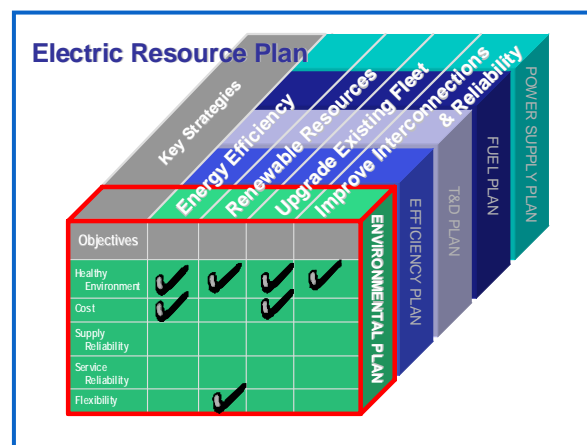 Electric Resource Plan
Key Strategies
Energy Efficiency
Renewable Resources
Upgrade Existing Fleet
Improve Interconnections
& Reliability
Objectives
Healthy
Environment
Cost
Supply
Reliability
Service
Reliability
Flexibility
ENVIRONMENTAL PLAN
EFFICIENCY PLAN
T&D PLAN
FUEL PLAN
POWER SUPPLY PLAN